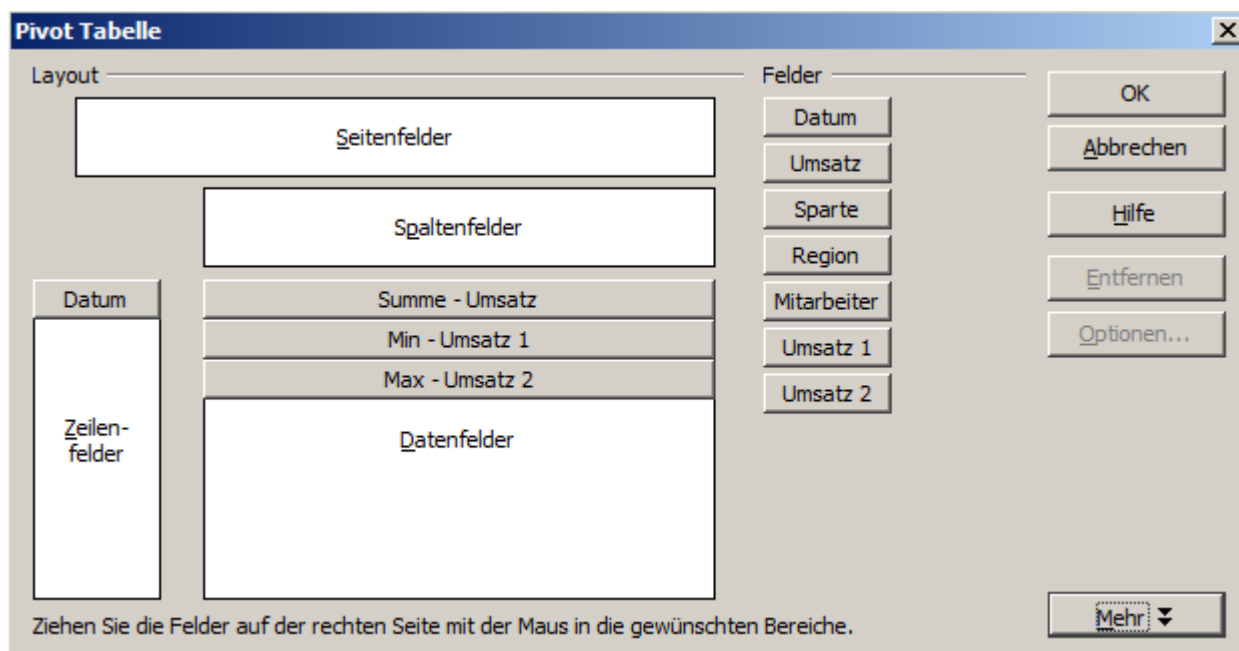 Pivot Tabelle
Layout
Seitenfelder
Spaltenfelder
Datum
Zeilen-
felder
Summe - Umsatz
Min - Umsatz 1
Max - Umsatz 2
Datenfelder
Felder
Datum
Umsatz
Sparte
Region
Mitarbeiter
Umsatz 1
Umsatz 2
OK
Abbrechen
Hilfe
Entfernen
Optionen...
Ziehen Sie die Felder auf der rechten Seite mit der Maus in die gewünschten Bereiche.
Mehr